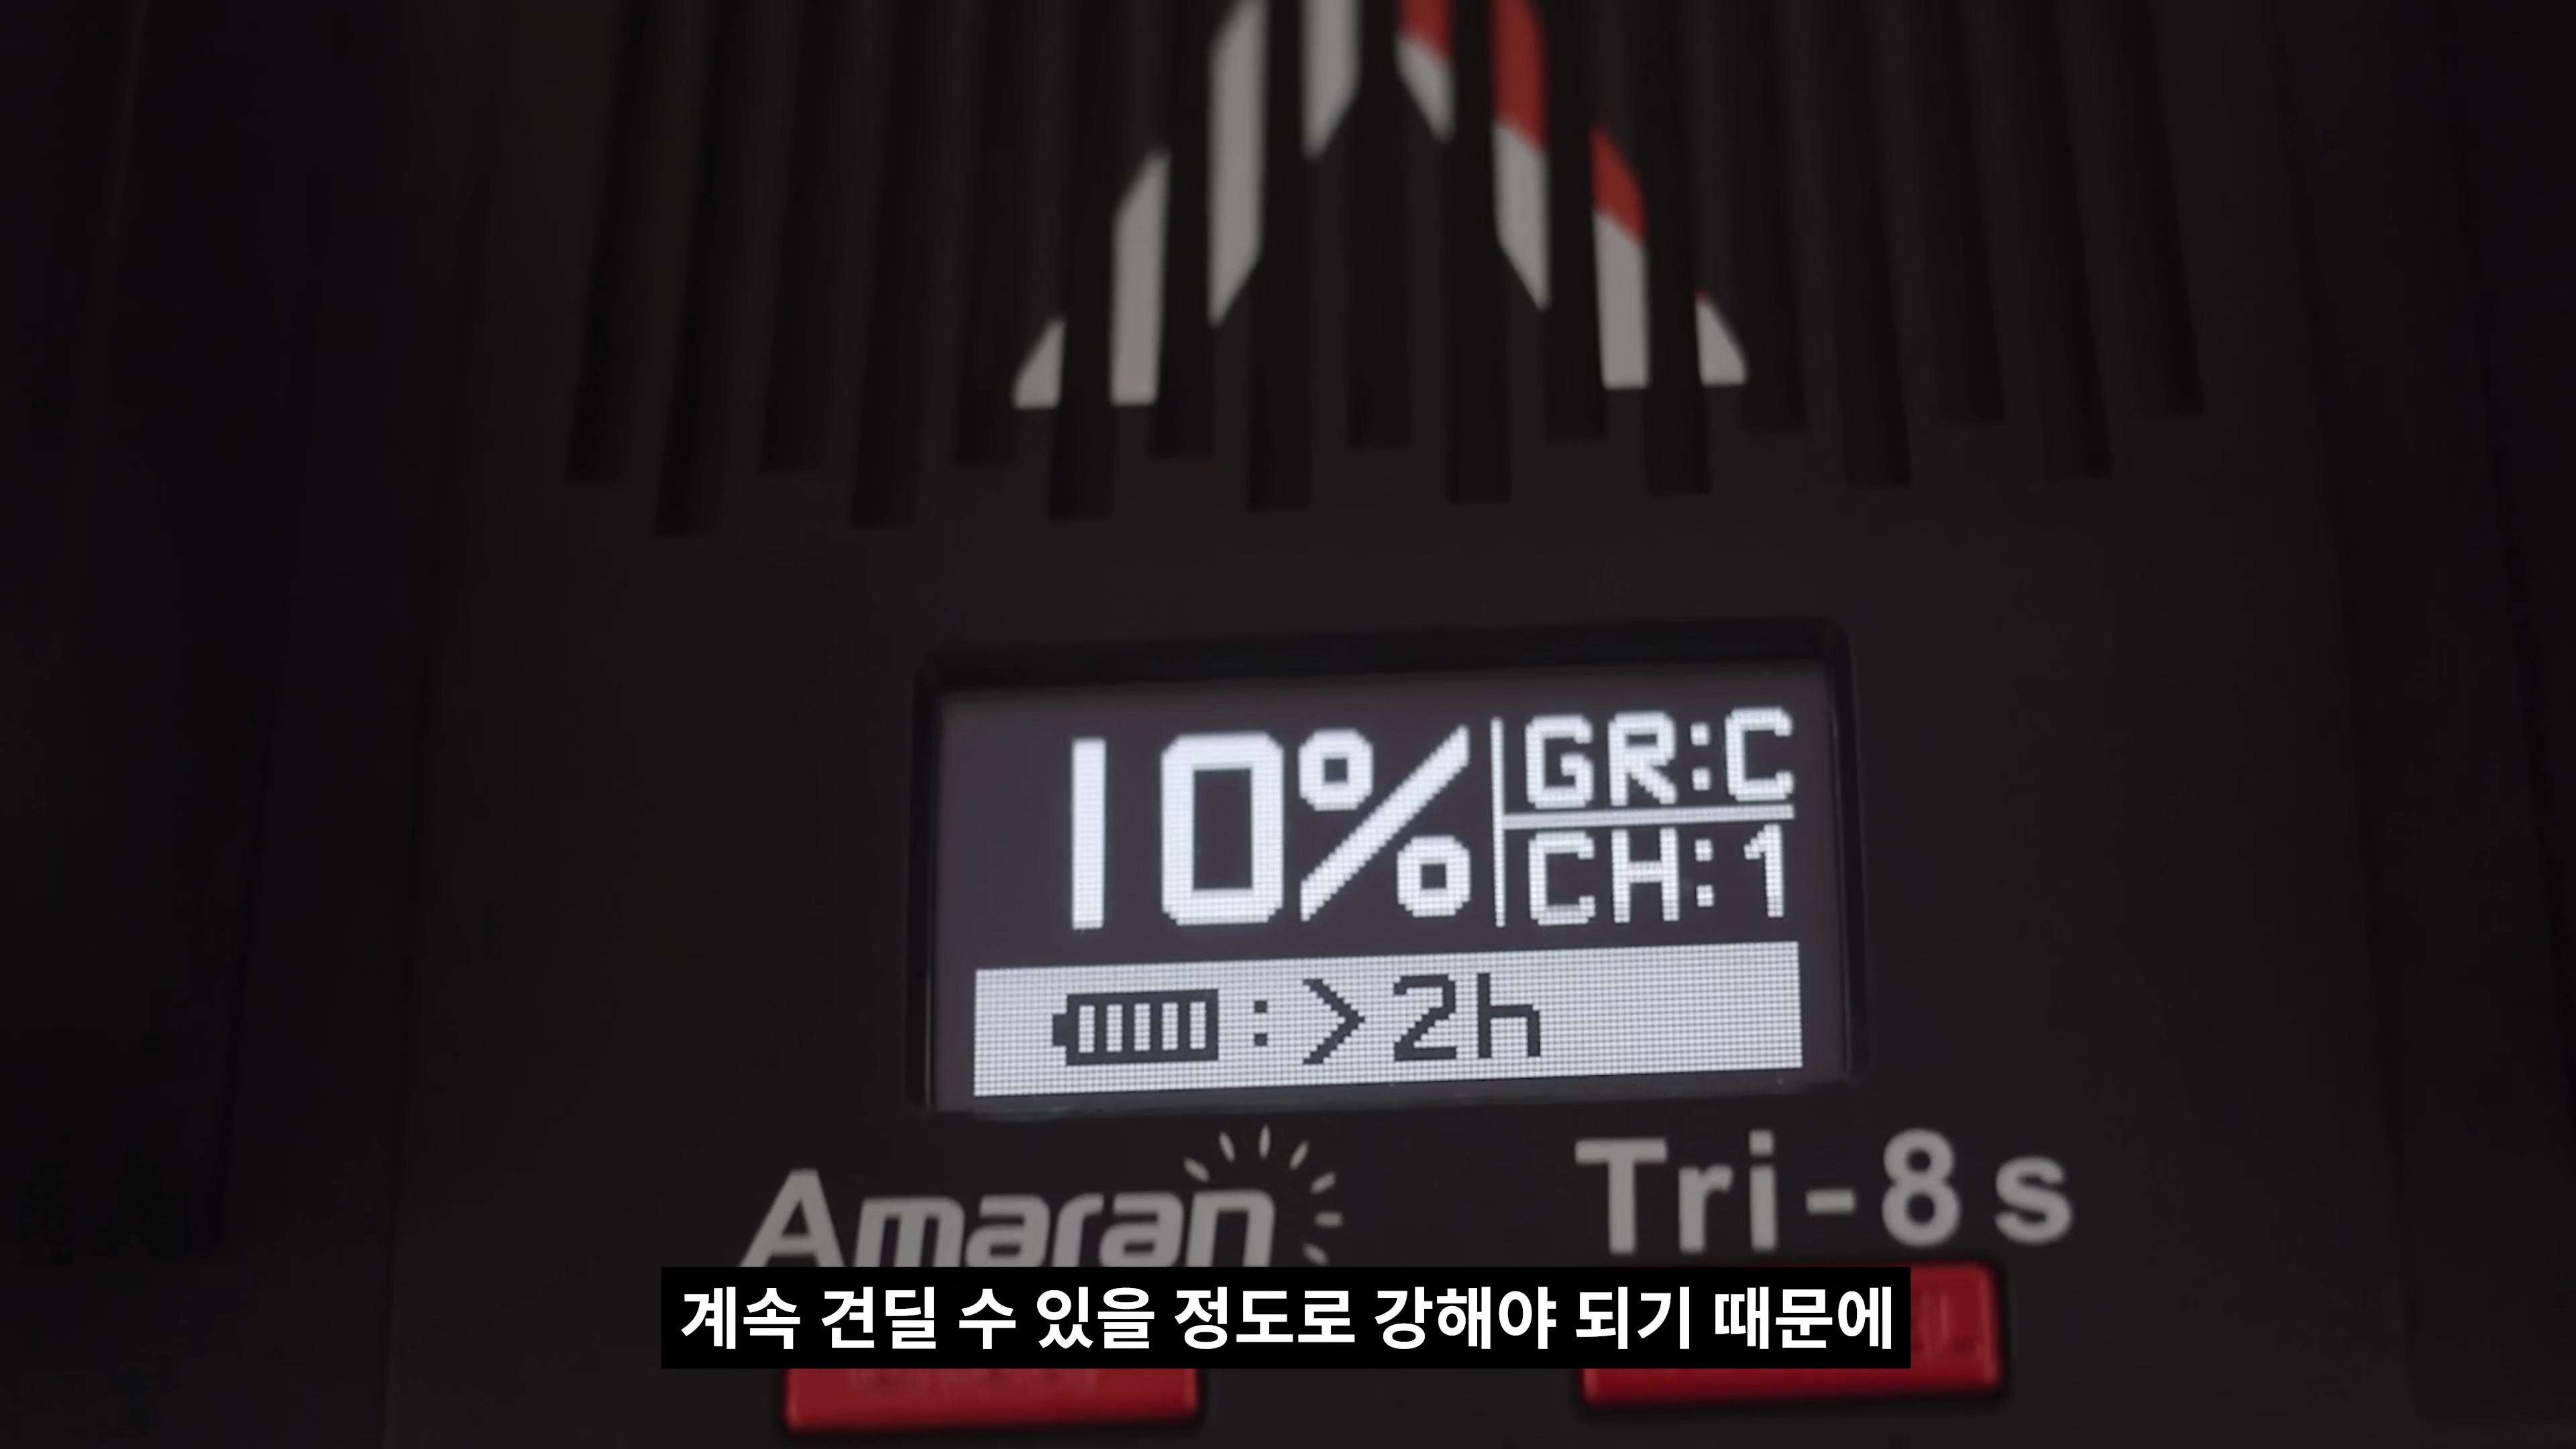 10%
GR:C
CH:1
:>2h
Amaran
Tri-8s
계속 견딜 수 있을 정도로 강해야 되기 때문에